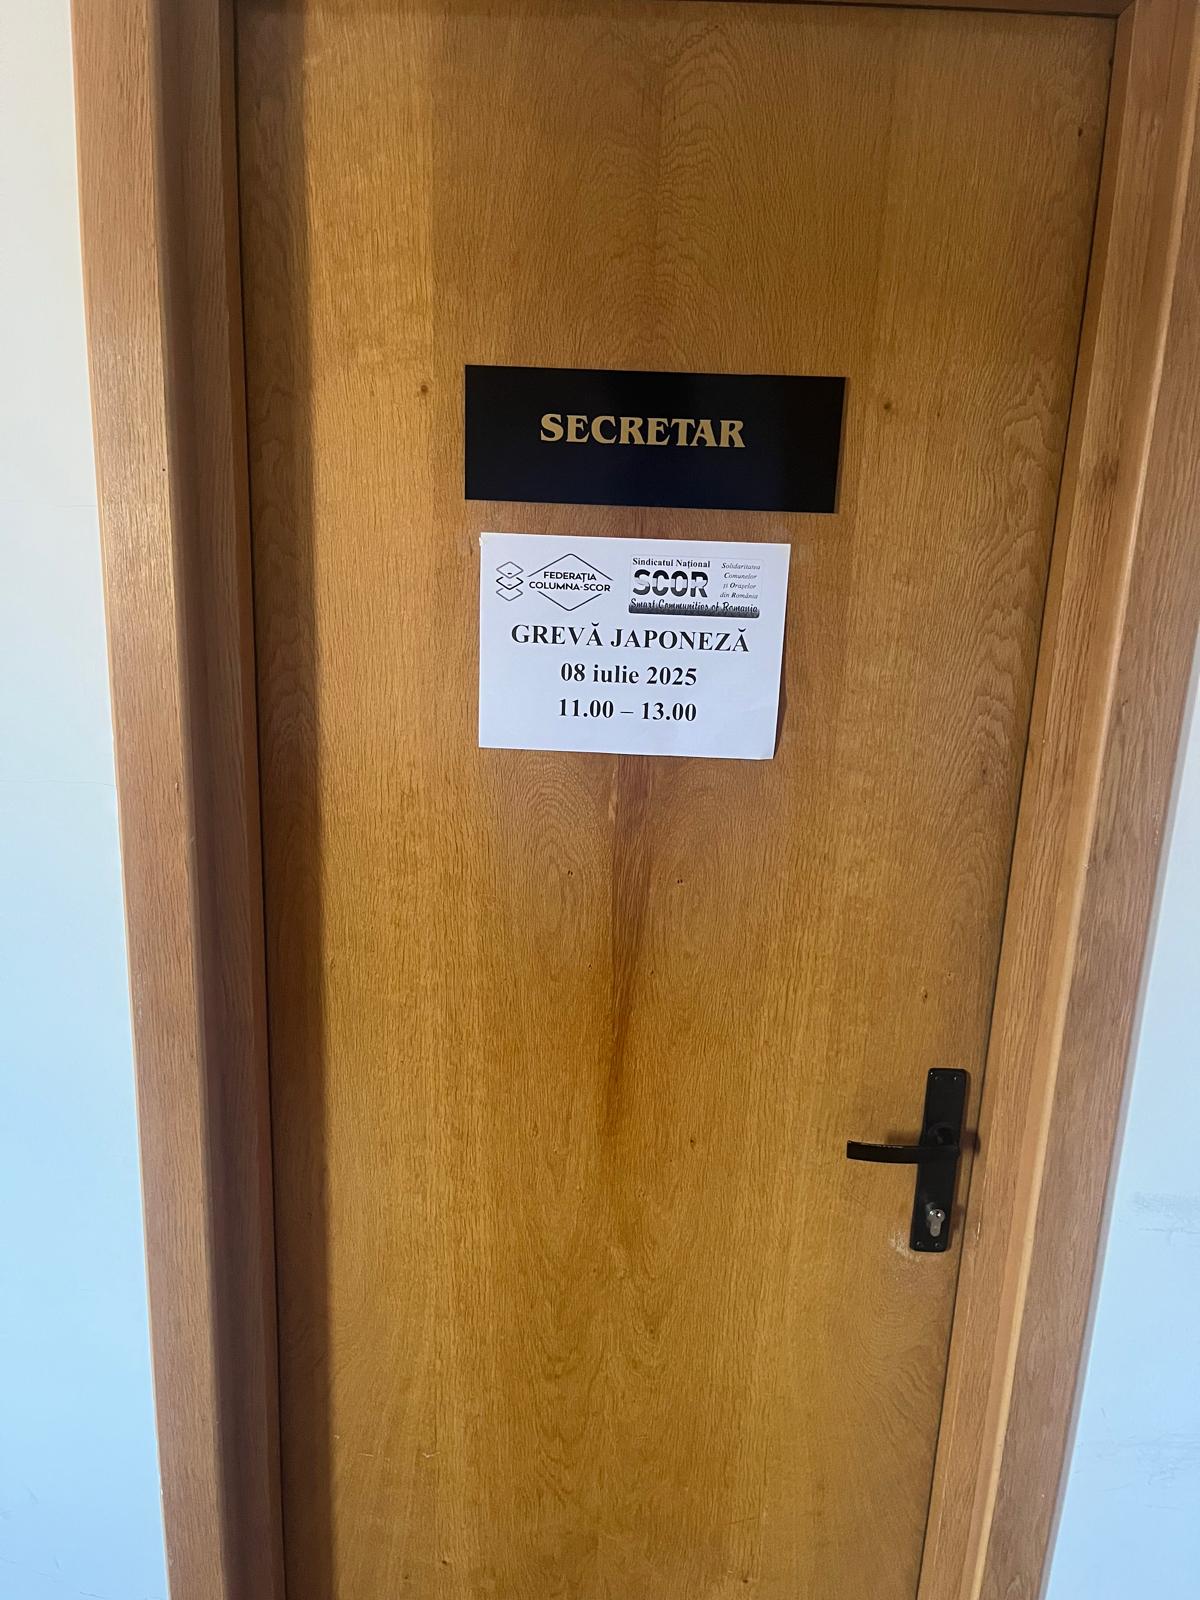 SECRETAR
FEDERAȚIA
COLUMNA-SCOR
Sindicatul Național
SCOR
Smart Communities of Romania
Solidaritatea
Comunelor
și Orașelor
din România
GREVĂ JAPONEZĂ
08 iulie 2025
11.00 – 13.00